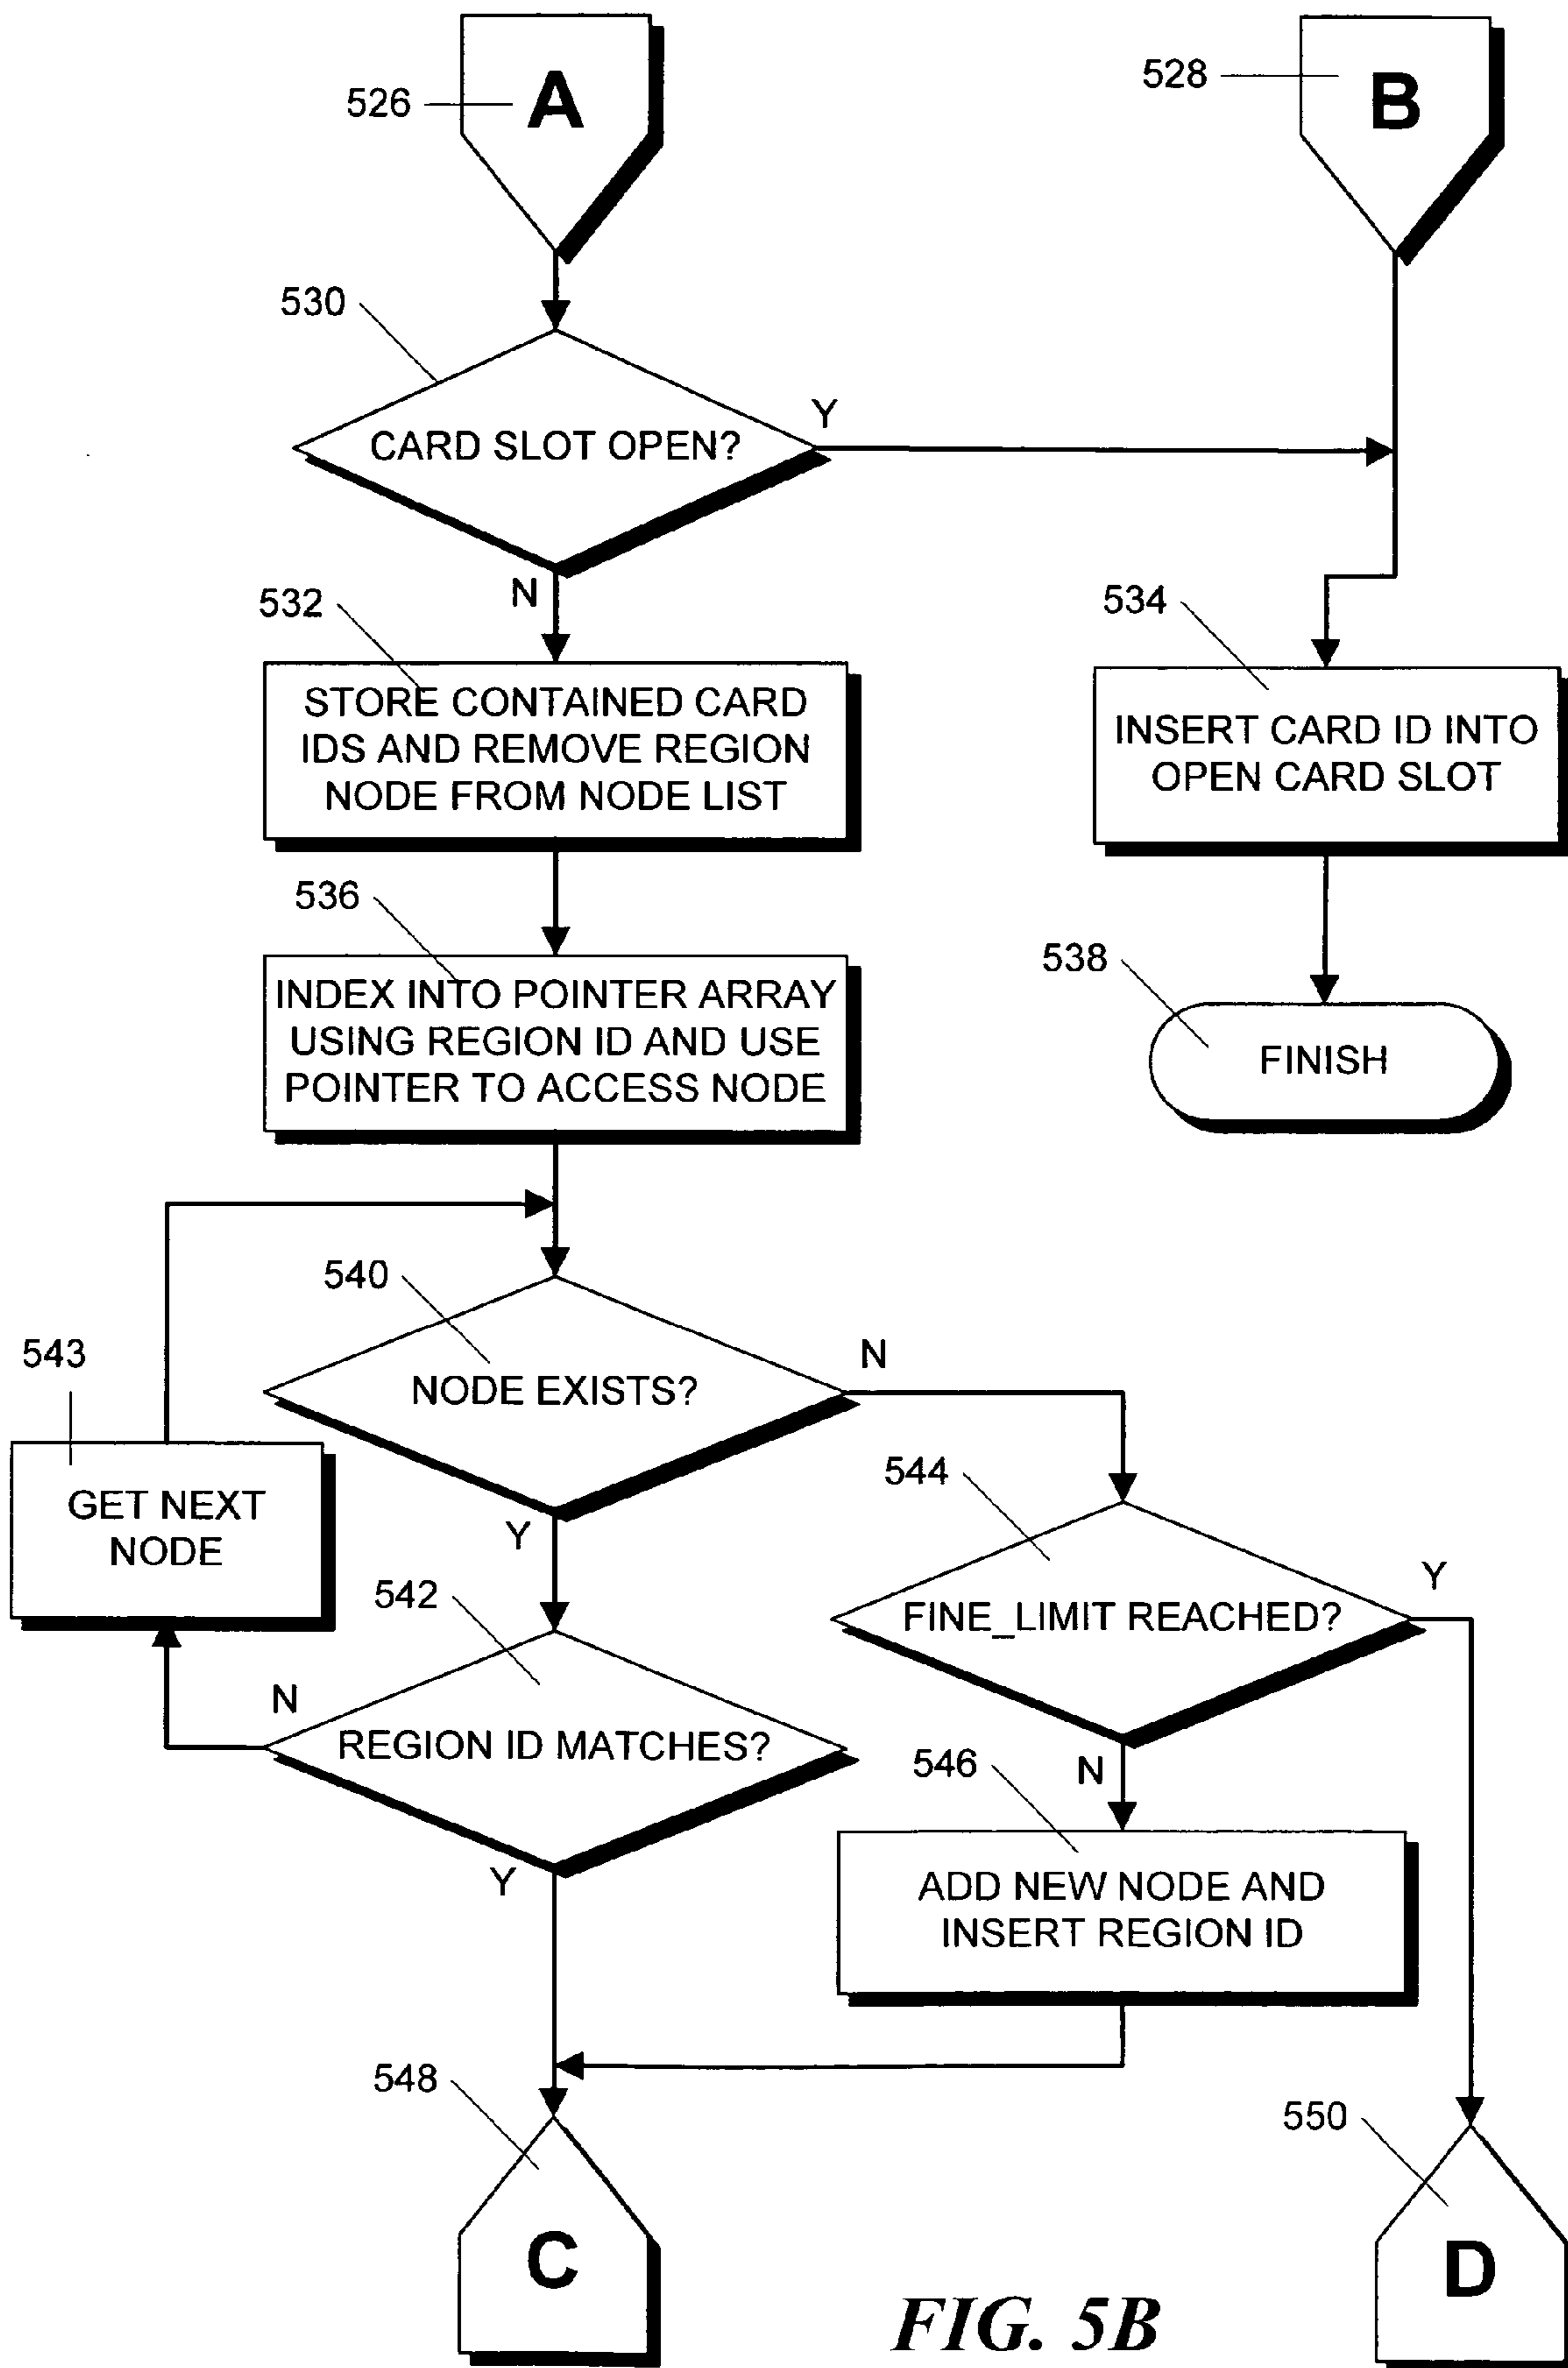 526
A
528
B
530
CARD SLOT OPEN?
Y
N
532
STORE CONTAINED CARD
IDS AND REMOVE REGION
NODE FROM NODE LIST
534
INSERT CARD ID INTO
OPEN CARD SLOT
536
INDEX INTO POINTER ARRAY
USING REGION ID AND USE
POINTER TO ACCESS NODE
538
FINISH
540
NODE EXISTS?
N
Y
543
GET NEXT
NODE
544
FINE_LIMIT REACHED?
Y
N
542
REGION ID MATCHES?
N
Y
546
ADD NEW NODE AND
INSERT REGION ID
548
C
550
D
FIG. 5B